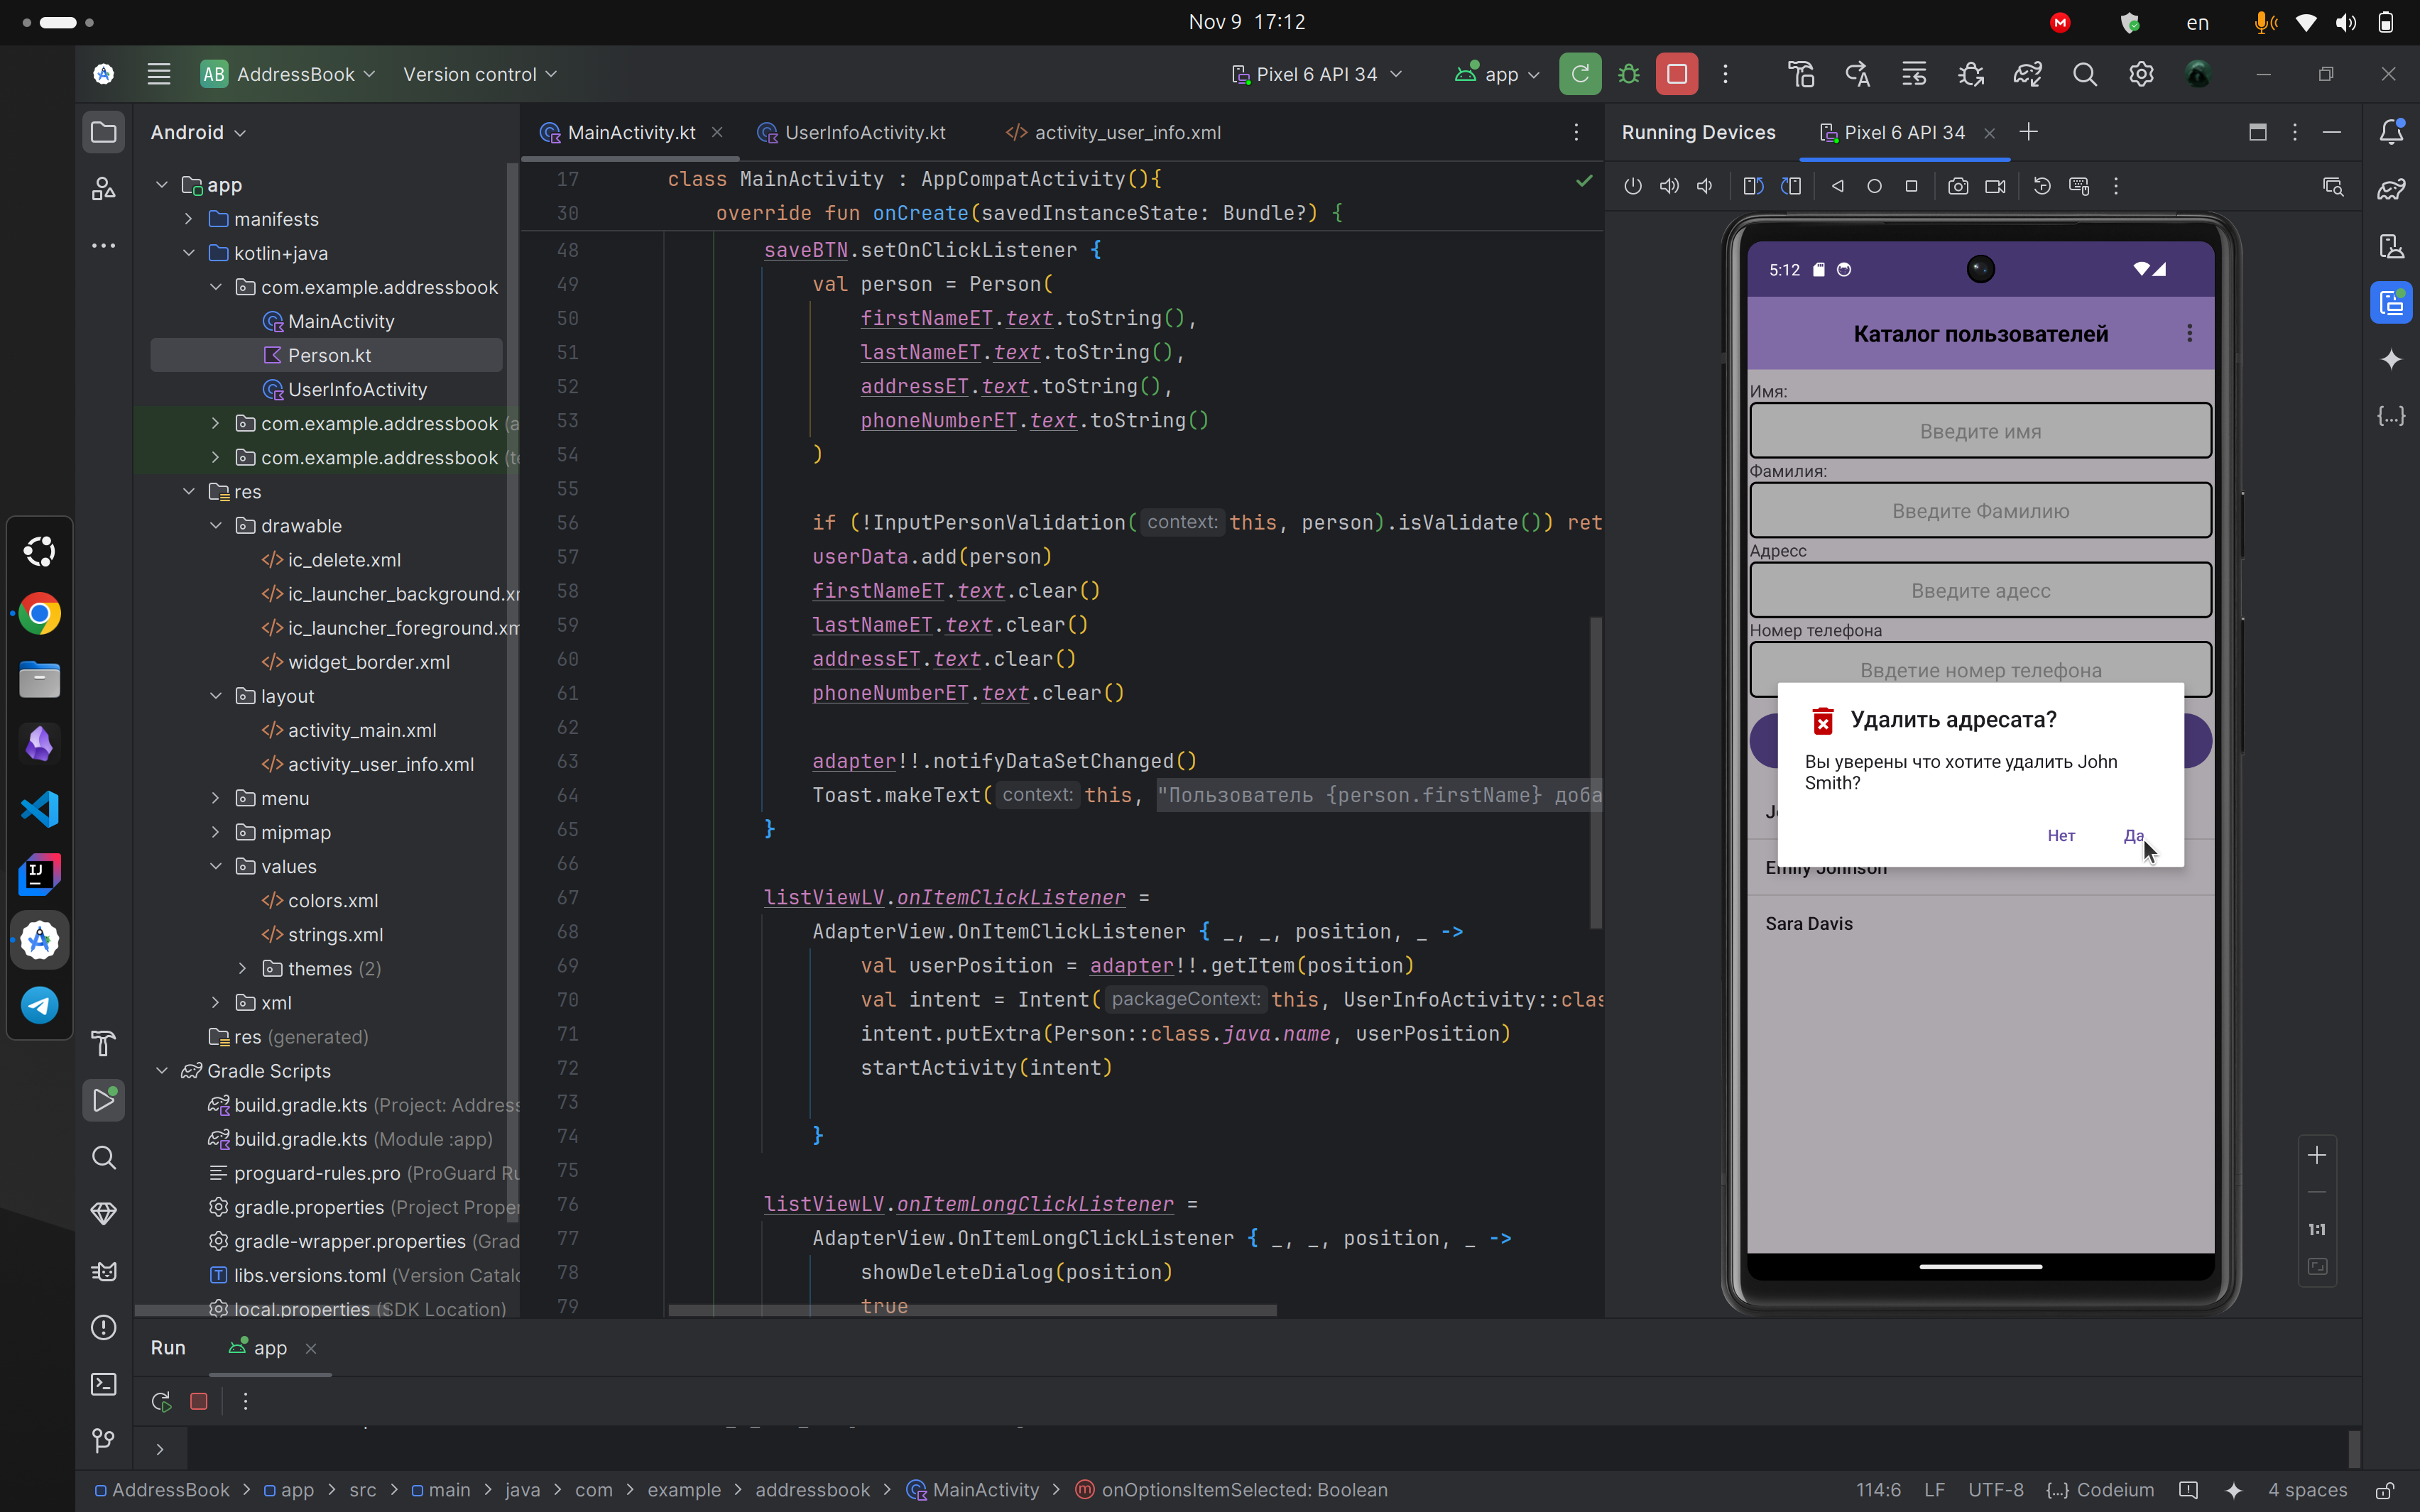 Nov 9 17:12
en
AB AddressBook
Version control
Pixel 6 API 34
app
Android
MainActivity.kt
UserInfoActivity.kt
activity_user_info.xml
Running Devices
Pixel 6 API 34
app
manifests
kotlin+java
com.example.addressbook
MainActivity
Person.kt
UserInfoActivity
com.example.addressbook
com.example.addressbook
res
drawable
ic_delete.xml
ic_launcher_background.xm
ic_launcher_foreground.xm
widget_border.xml
layout
activity_main.xml
activity_user_info.xml
menu
mipmap
values
colors.xml
strings.xml
themes (2)
xml
res (generated)
Gradle Scripts
build.gradle.kts (Project: Address
build.gradle.kts (Module :app)
proguard-rules.pro (ProGuard Ru
gradle.properties (Project Proper
gradle-wrapper.properties (Grad
libs.versions.toml (Version Catalo
local.properties (SDK Location)
17 class MainActivity : AppCompatActivity(){
30 override fun onCreate(savedInstanceState: Bundle?) {
48 saveBTN.setOnClickListener {
49 val person = Person(
50 firstNameET.text.toString(),
51 lastNameET.text.toString(),
52 addressET.text.toString(),
53 phoneNumberET.text.toString()
54 )
55
56 if (!InputPersonValidation( context: this, person).isValidate()) ret
57 userData.add(person)
58 firstNameET.text.clear()
59 lastNameET.text.clear()
60 addressET.text.clear()
61 phoneNumberET.text.clear()
62
63 adapter!!.notifyDataSetChanged()
64 Toast.makeText( context: this, "Пользователь {person.firstName} доба
65 }
66
67 listViewLV.onItemClickListener =
68 AdapterView.OnItemClickListener { _, _, position, _ ->
69 val userPosition = adapter!!.getItem(position)
70 val intent = Intent( packageContext: this, UserInfoActivity::clas
71 intent.putExtra(Person::class.java.name, userPosition)
72 startActivity(intent)
73
74 }
75
76 listViewLV.onItemLongClickListener =
77 AdapterView.OnItemLongClickListener { _, _, position, _ ->
78 showDeleteDialog(position)
79 true
5:12
Каталог пользователей
Имя:
Введите имя
Фамилия:
Введите Фамилию
Адресс
Введите адесс
Номер телефона
Ввдетие номер телефона
Удалить адресата?
Вы уверены что хотите удалить John
Smith?
Нет Да
Emily Johnson
Sara Davis
1:1
Run
app
AddressBook > app > src > main > java > com > example > addressbook > MainActivity > onOptionsItemSelected: Boolean
114:6 LF UTF-8 {...} Codeium 4 spaces